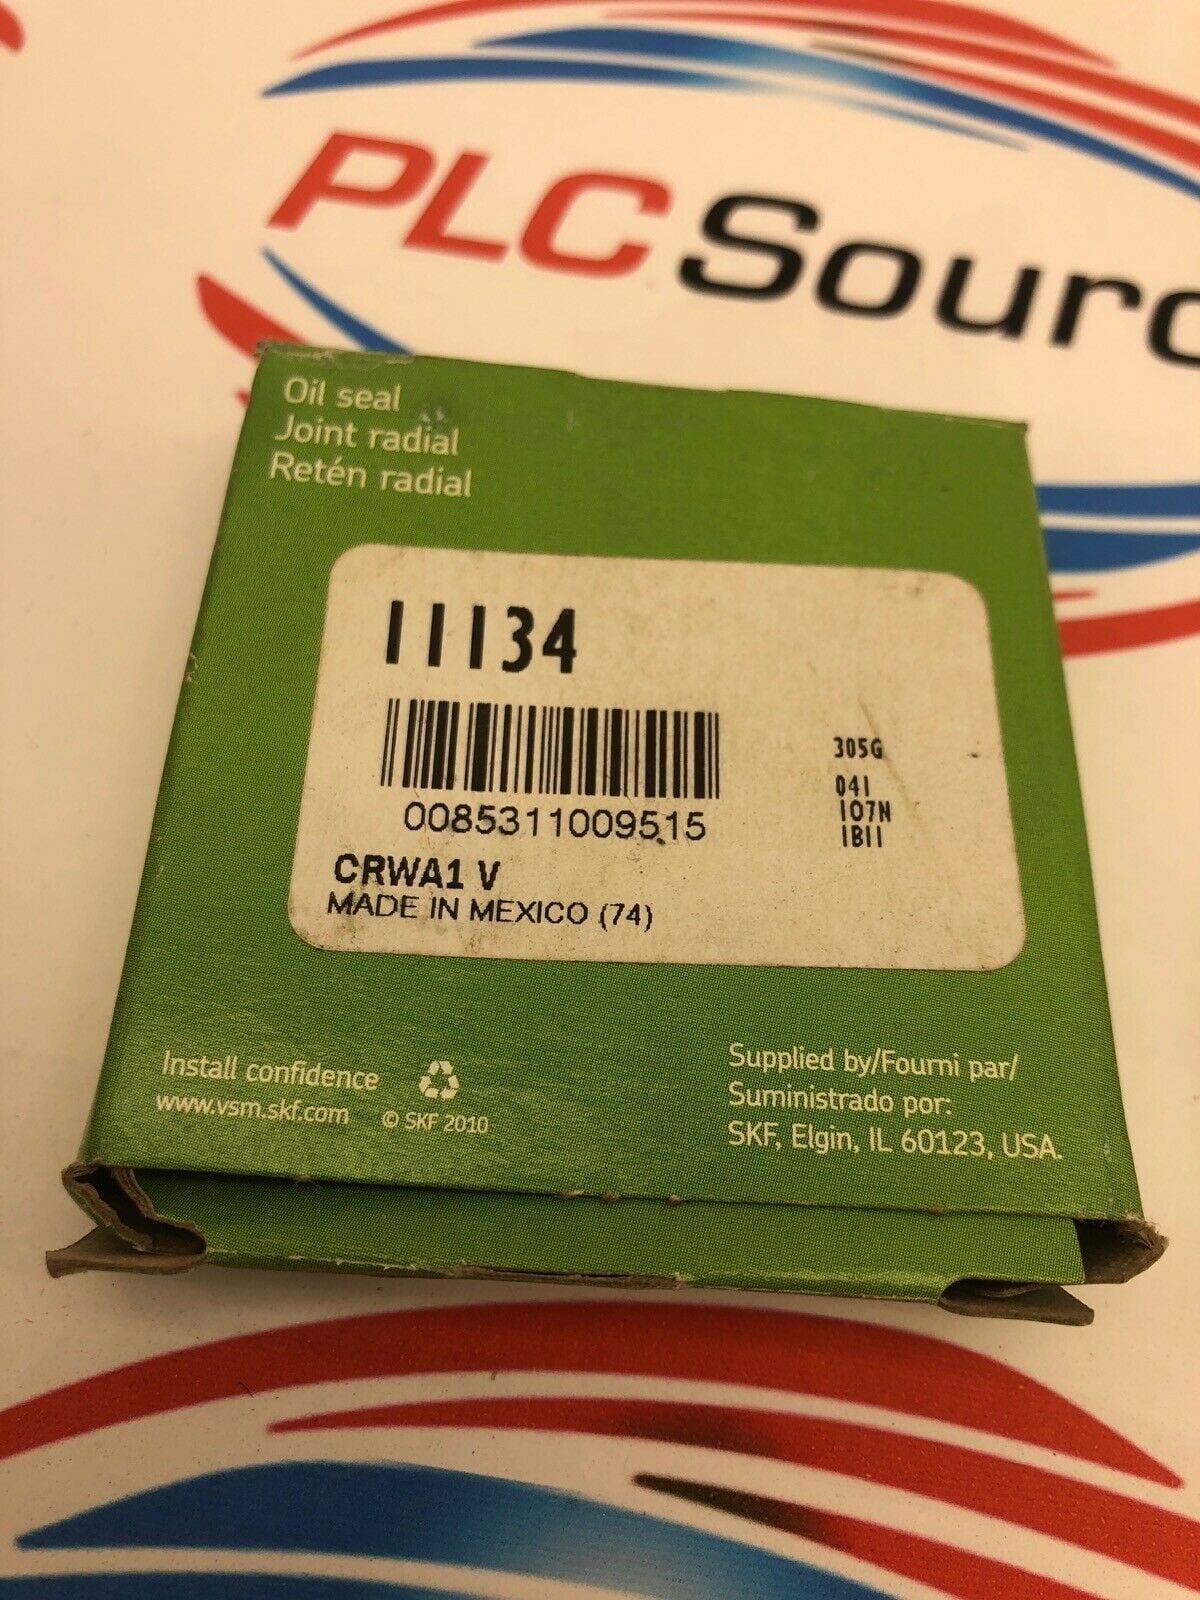 PLC Sourc
Oil seal
Joint radial
Retén radial
11134
0085311009515
305G
041
107N
1B11
CRWA1 V
MADE IN MEXICO (74)
Install confidence
www.vsm.skf.com
© SKF 2010
Supplied by/Fourni par/
Suministrado por:
SKF, Elgin, IL 60123, USA.